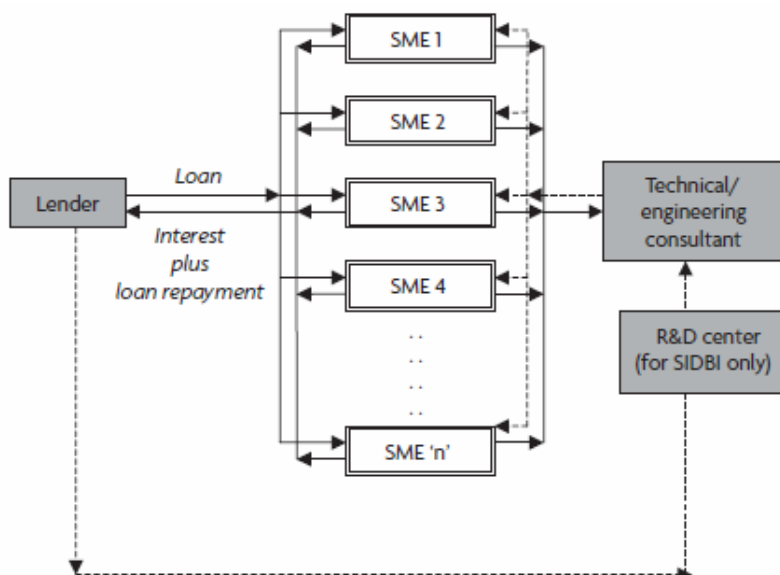 SME 1
SME 2
Loan
Lender
SME 3
Technical/
engineering
consultant
Interest
plus
loan repayment
SME 4
R&D center
(for SIDBI only)
. .
. .
. .
. .
SME ‘n’